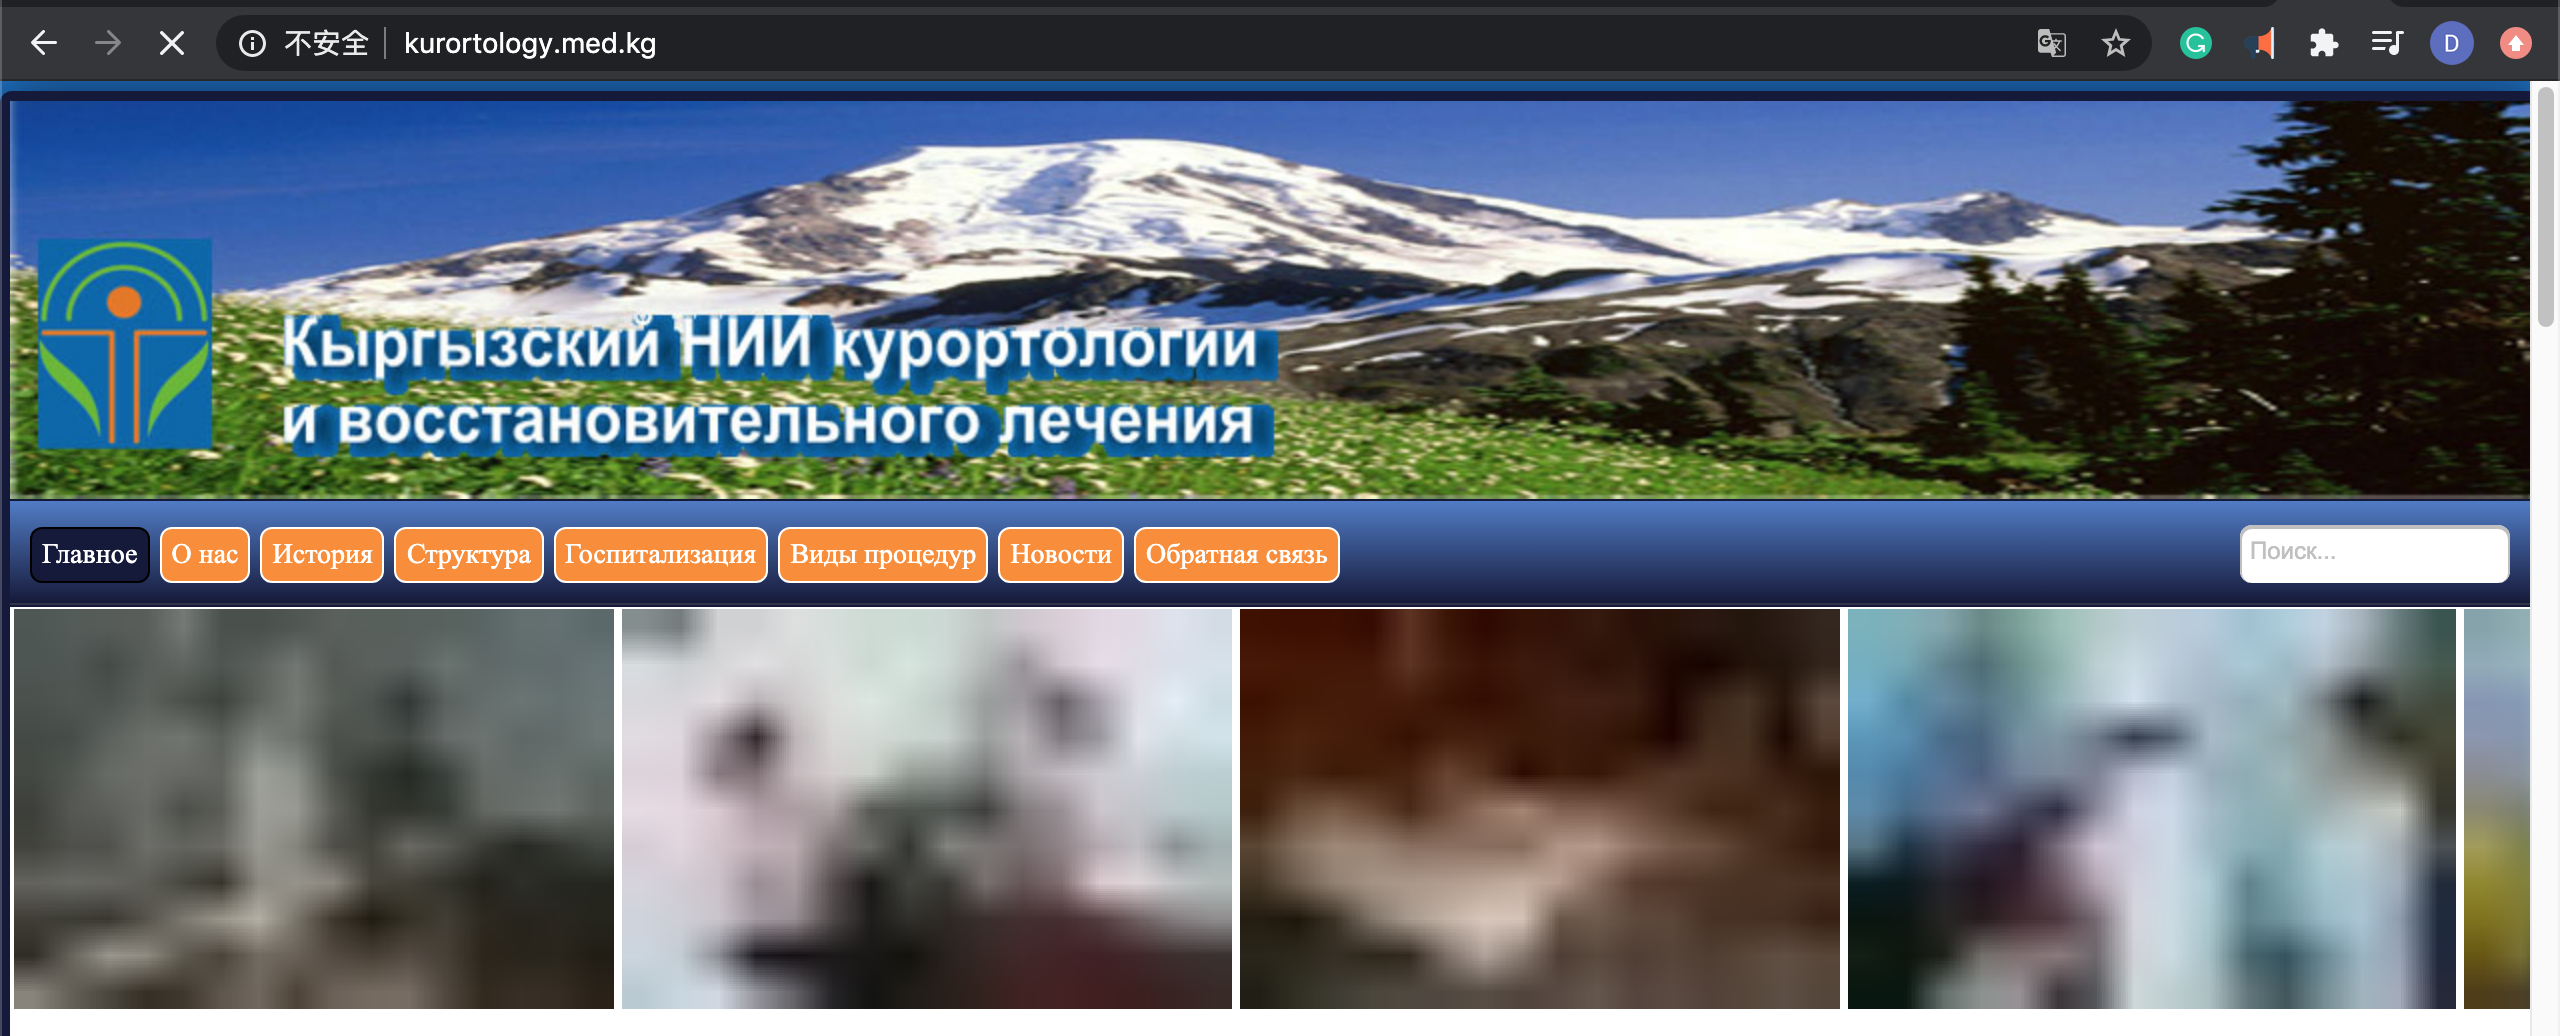 不安全 kurortology.med.kg
D
Кыргызский НИИ курортологии
и восстановительного лечения
Главное О нас История Структура Госпитализация Виды процедур Новости Обратная связь Поиск...